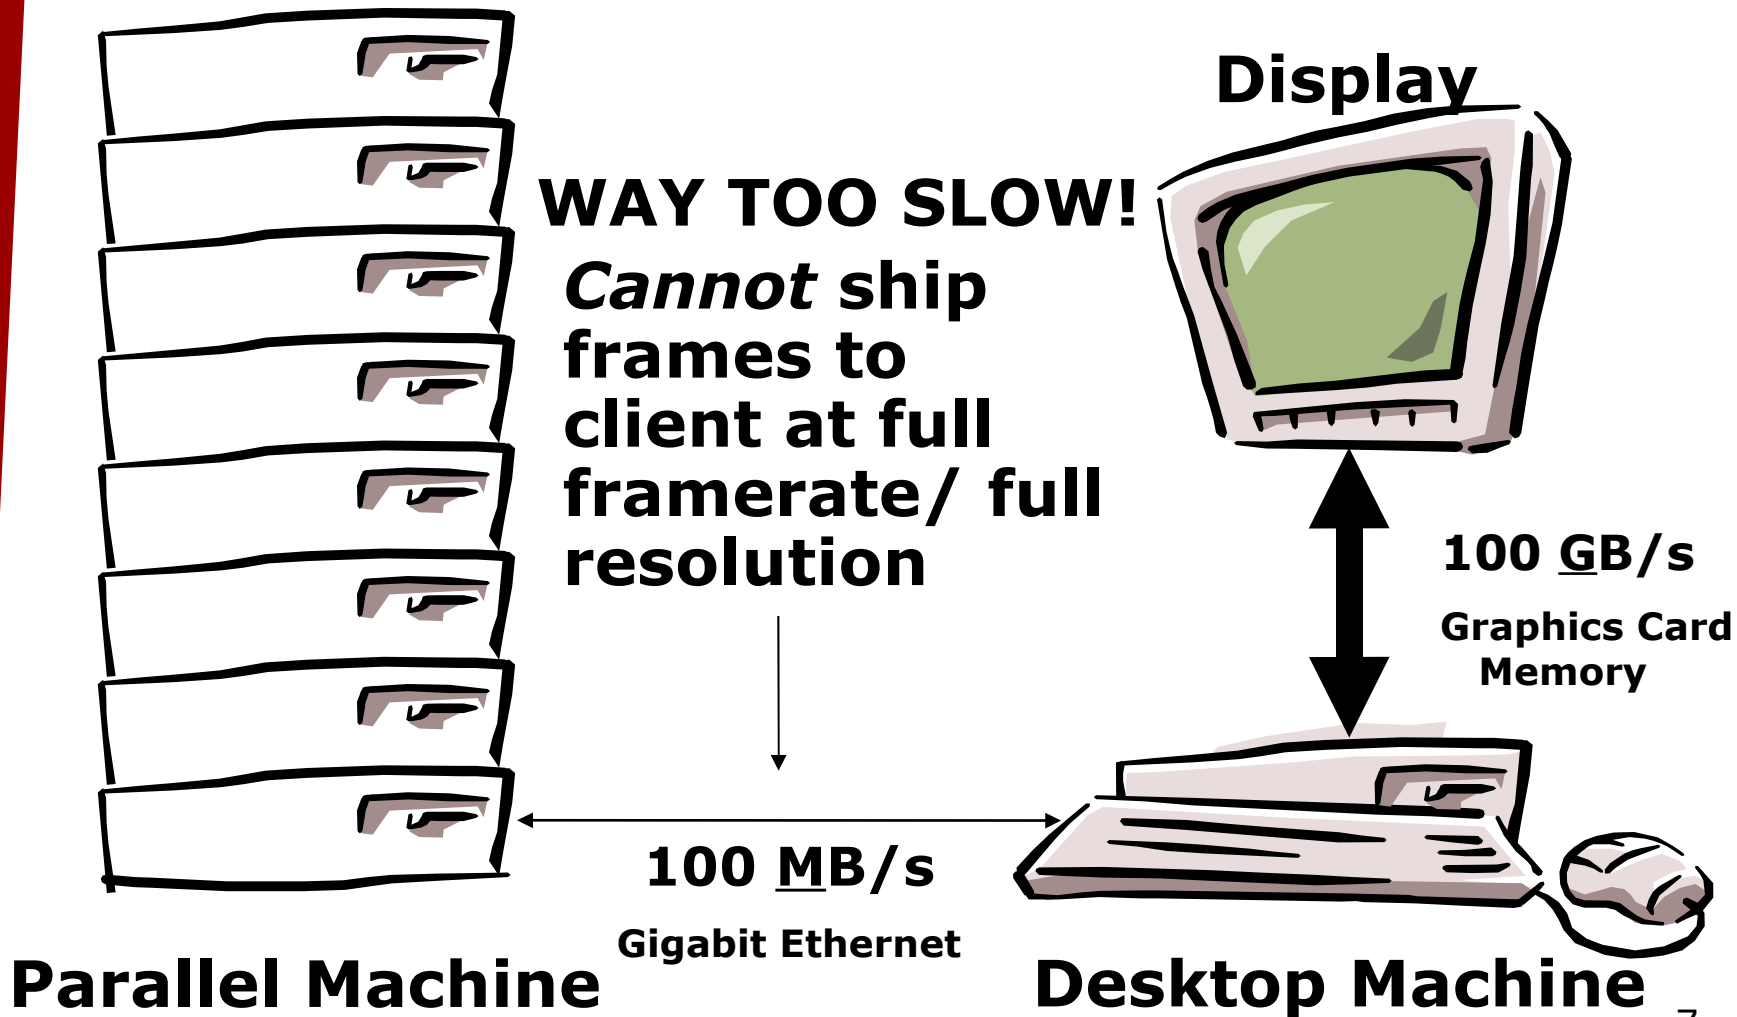 Display
WAY TOO SLOW!
Cannot ship
frames to
client at full
framerate/ full
resolution
100 GB/s
Graphics Card
Memory
100 MB/s
Gigabit Ethernet
Parallel Machine
Desktop Machine
7